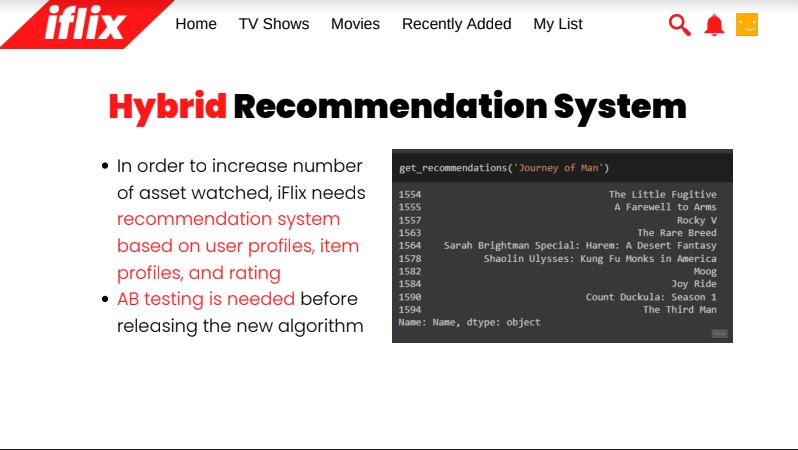 iflix
Home TV Shows Movies Recently Added My List
Hybrid Recommendation System
In order to increase number
of asset watched, iFlix needs
recommendation system
based on user profiles, item
profiles, and rating
AB testing is needed before
releasing the new algorithm
get_recommendations('Journey of Man')
1554 The Little Fugitive
1555 A Farewell to Arms
1557 Rocky V
1563 The Rare Breed
1564 Sarah Brightman Special: Harem: A Desert Fantasy
1578 Shaolin Ulysses: Kung Fu Monks in America
1582 Moog
1584 Joy Ride
1590 Count Duckula: Season 1
1594 The Third Man
Name: Name, dtype: object